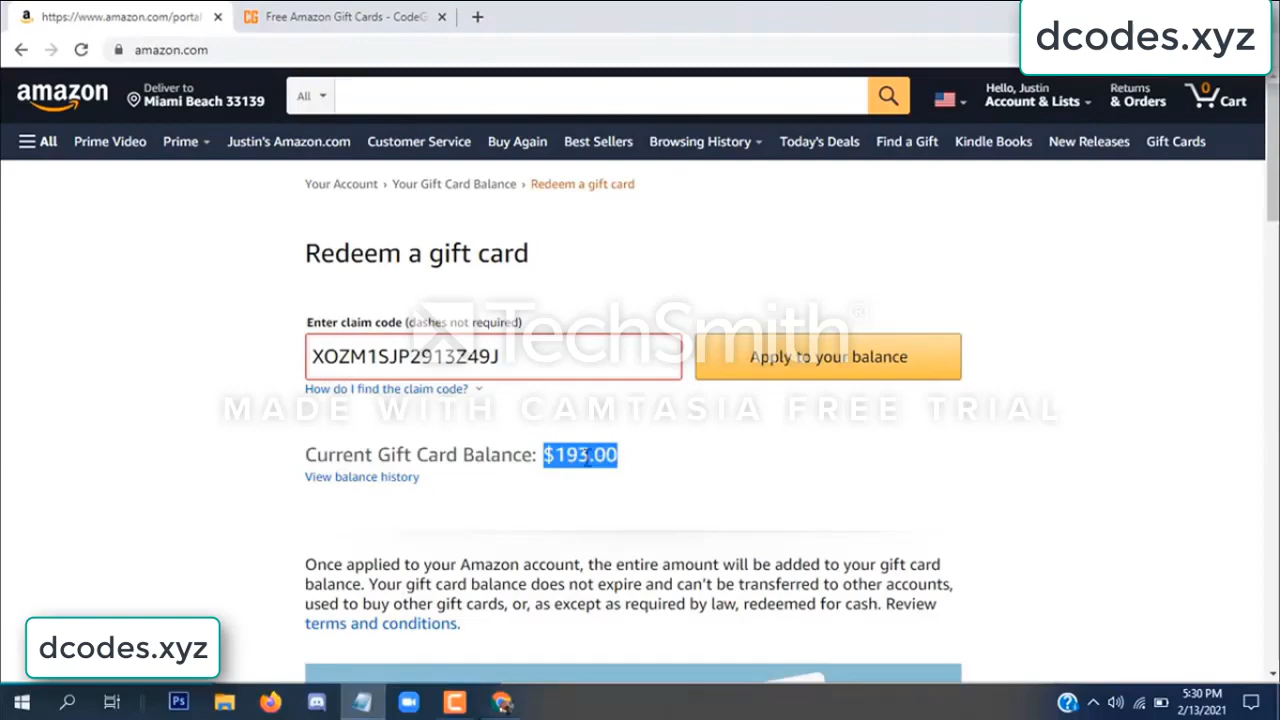 https://www.amazon.com/portal
Free Amazon Gift Cards - CodeG
dcodes.xyz
amazon.com
amazon
Deliver to
Miami Beach 33139
All
Hello, Justin
Account & Lists
Returns
& Orders
0
Cart
All
Prime Video
Prime
Justin's Amazon.com
Customer Service
Buy Again
Best Sellers
Browsing History
Today's Deals
Find a Gift
Kindle Books
New Releases
Gift Cards
Your Account › Your Gift Card Balance › Redeem a gift card
Redeem a gift card
Enter claim code (dashes not required)
TechSmith®
XOZM1SJP2913Z49J
Apply to your balance
How do I find the claim code?
MADE WITH CAMTASIA FREE TRIAL
Current Gift Card Balance: $193.00
View balance history
Once applied to your Amazon account, the entire amount will be added to your gift card
balance. Your gift card balance does not expire and can't be transferred to other accounts,
used to buy other gift cards, or, as except as required by law, redeemed for cash. Review
terms and conditions.
dcodes.xyz
Ps
5:30 PM
2/13/2021